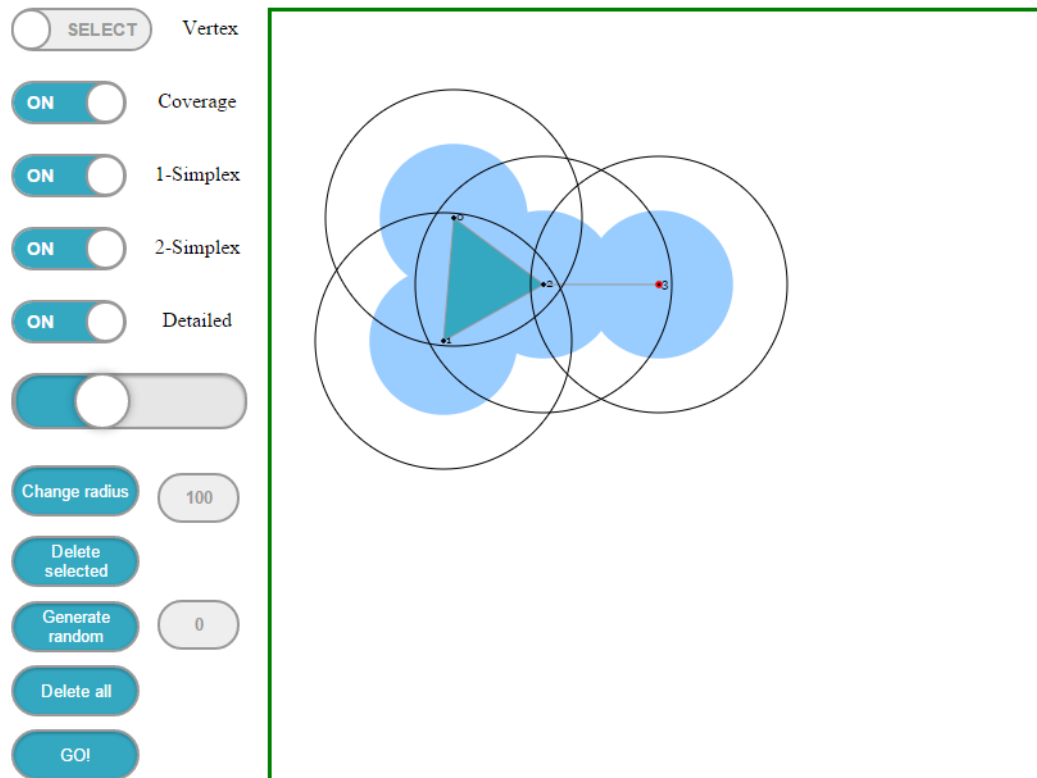 SELECT Vertex
ON Coverage
ON 1-Simplex
ON 2-Simplex
ON Detailed
Change radius 100
Delete
selected
Generate
random
0
Delete all
GO!
0
1
2
3